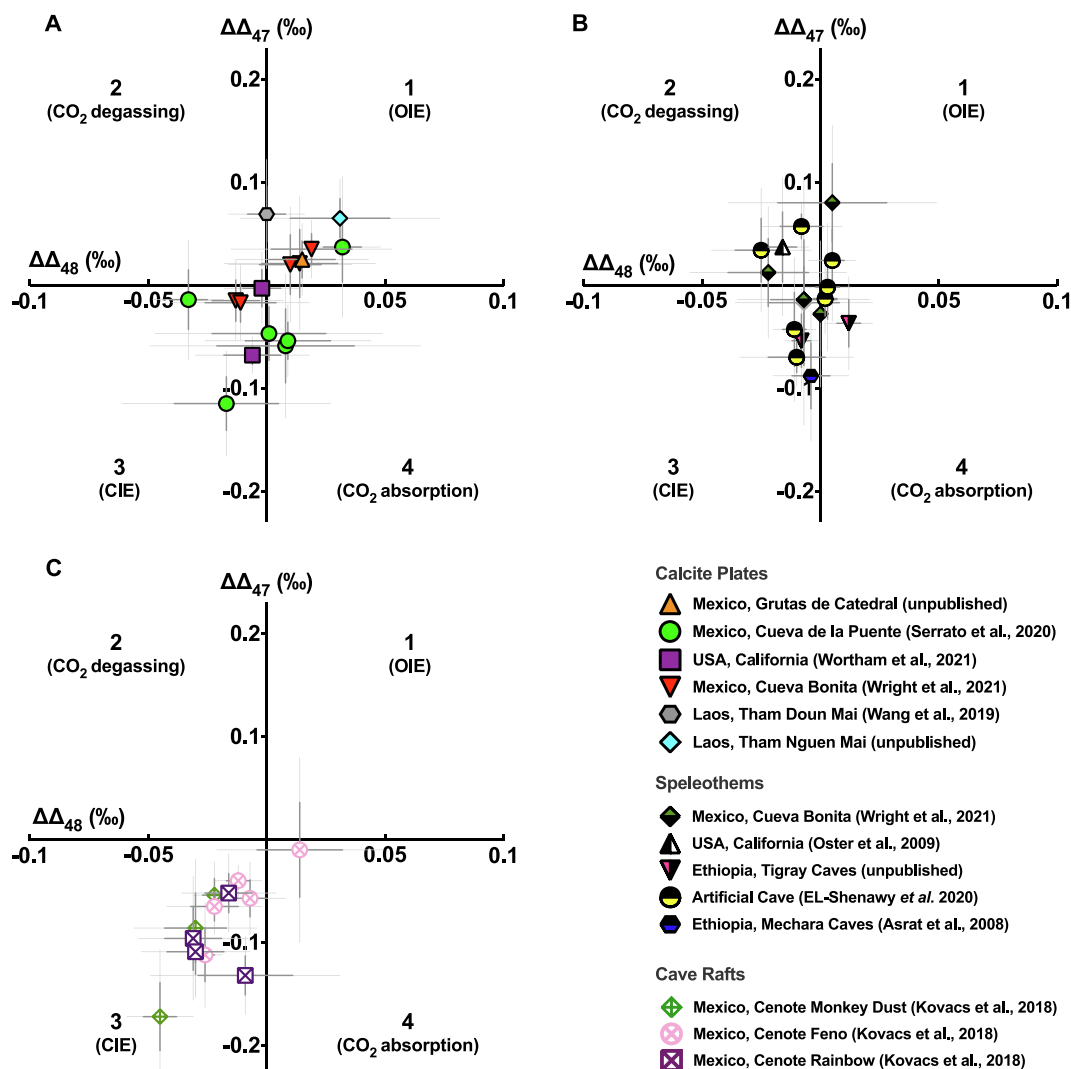 A
ΔΔ47 (‰)
0.2
2
(CO2 degassing)
1
(OIE)
0.1
ΔΔ48 (‰)
-0.1
-0.05
0.05
0.1
-0.1
3
(CIE)
4
(CO2 absorption)
-0.2
B
ΔΔ47 (‰)
0.2
2
(CO2 degassing)
1
(OIE)
0.1
ΔΔ48 (‰)
-0.1
-0.05
0.05
0.1
-0.1
3
(CIE)
4
(CO2 absorption)
-0.2
C
ΔΔ47 (‰)
0.2
2
(CO2 degassing)
1
(OIE)
0.1
ΔΔ48 (‰)
-0.1
-0.05
0.05
0.1
-0.1
3
(CIE)
4
(CO2 absorption)
-0.2
Calcite Plates
Mexico, Grutas de Catedral (unpublished)
Mexico, Cueva de la Puente (Serrato et al., 2020)
USA, California (Wortham et al., 2021)
Mexico, Cueva Bonita (Wright et al., 2021)
Laos, Tham Doun Mai (Wang et al., 2019)
Laos, Tham Nguen Mai (unpublished)
Speleothems
Mexico, Cueva Bonita (Wright et al., 2021)
USA, California (Oster et al., 2009)
Ethiopia, Tigray Caves (unpublished)
Artificial Cave (EL-Shenawy et al. 2020)
Ethiopia, Mechara Caves (Asrat et al., 2008)
Cave Rafts
Mexico, Cenote Monkey Dust (Kovacs et al., 2018)
Mexico, Cenote Feno (Kovacs et al., 2018)
Mexico, Cenote Rainbow (Kovacs et al., 2018)